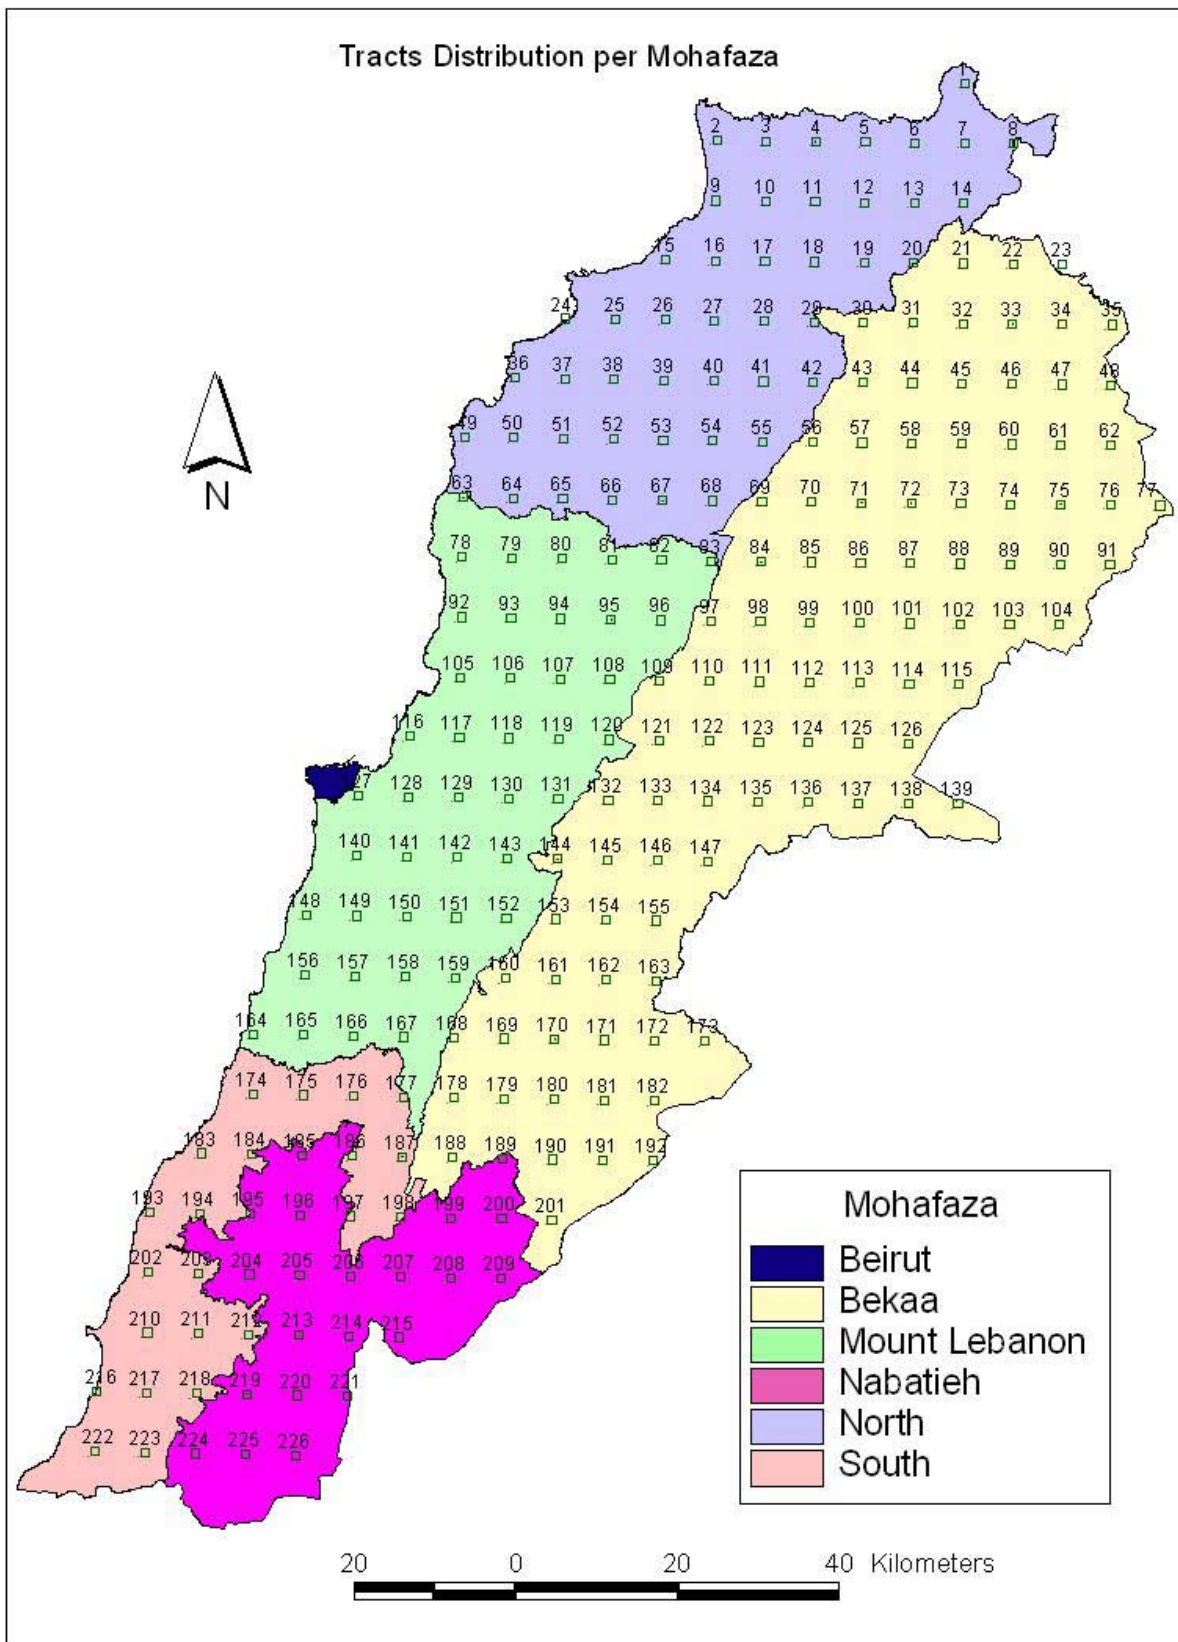 Tracts Distribution per Mohafaza
1
2 3 4 5 6 7 8
9 10 11 12 13 14
15 16 17 18 19 20 21 22 23
24 25 26 27 28 29 30 31 32 33 34 35
36 37 38 39 40 41 42 43 44 45 46 47 48
49 50 51 52 53 54 55 56 57 58 59 60 61 62
63 64 65 66 67 68 69 70 71 72 73 74 75 76 77
N
78 79 80 81 82 83 84 85 86 87 88 89 90 91
92 93 94 95 96 97 98 99 100 101 102 103 104
105 106 107 108 109 110 111 112 113 114 115
116 117 118 119 120 121 122 123 124 125 126
127 128 129 130 131 132 133 134 135 136 137 138 139
140 141 142 143 144 145 146 147
148 149 150 151 152 153 154 155
156 157 158 159 160 161 162 163
164 165 166 167 168 169 170 171 172 173
174 175 176 177 178 179 180 181 182
183 184 185 186 187 188 189 190 191 192
193 194 195 196 197 198 199 200 201
202 203 204 205 206 207 208 209
210 211 212 213 214 215
216 217 218 219 220 221
222 223 224 225 226
Mohafaza
Beirut
Bekaa
Mount Lebanon
Nabatieh
North
South
20 0 20 40 Kilometers